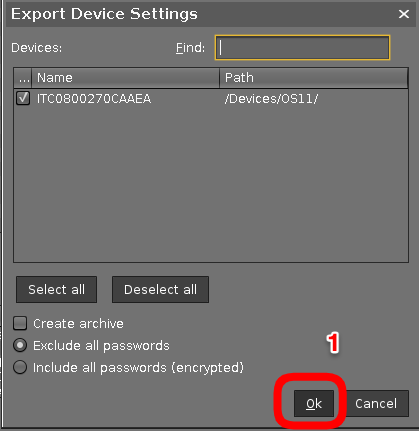 Export Device Settings
Devices: Find:
... Name Path
ITC0800270CAAEA /Devices/OS11/
Select all Deselect all
Create archive
Exclude all passwords
1
Include all passwords (encrypted)
Ok Cancel